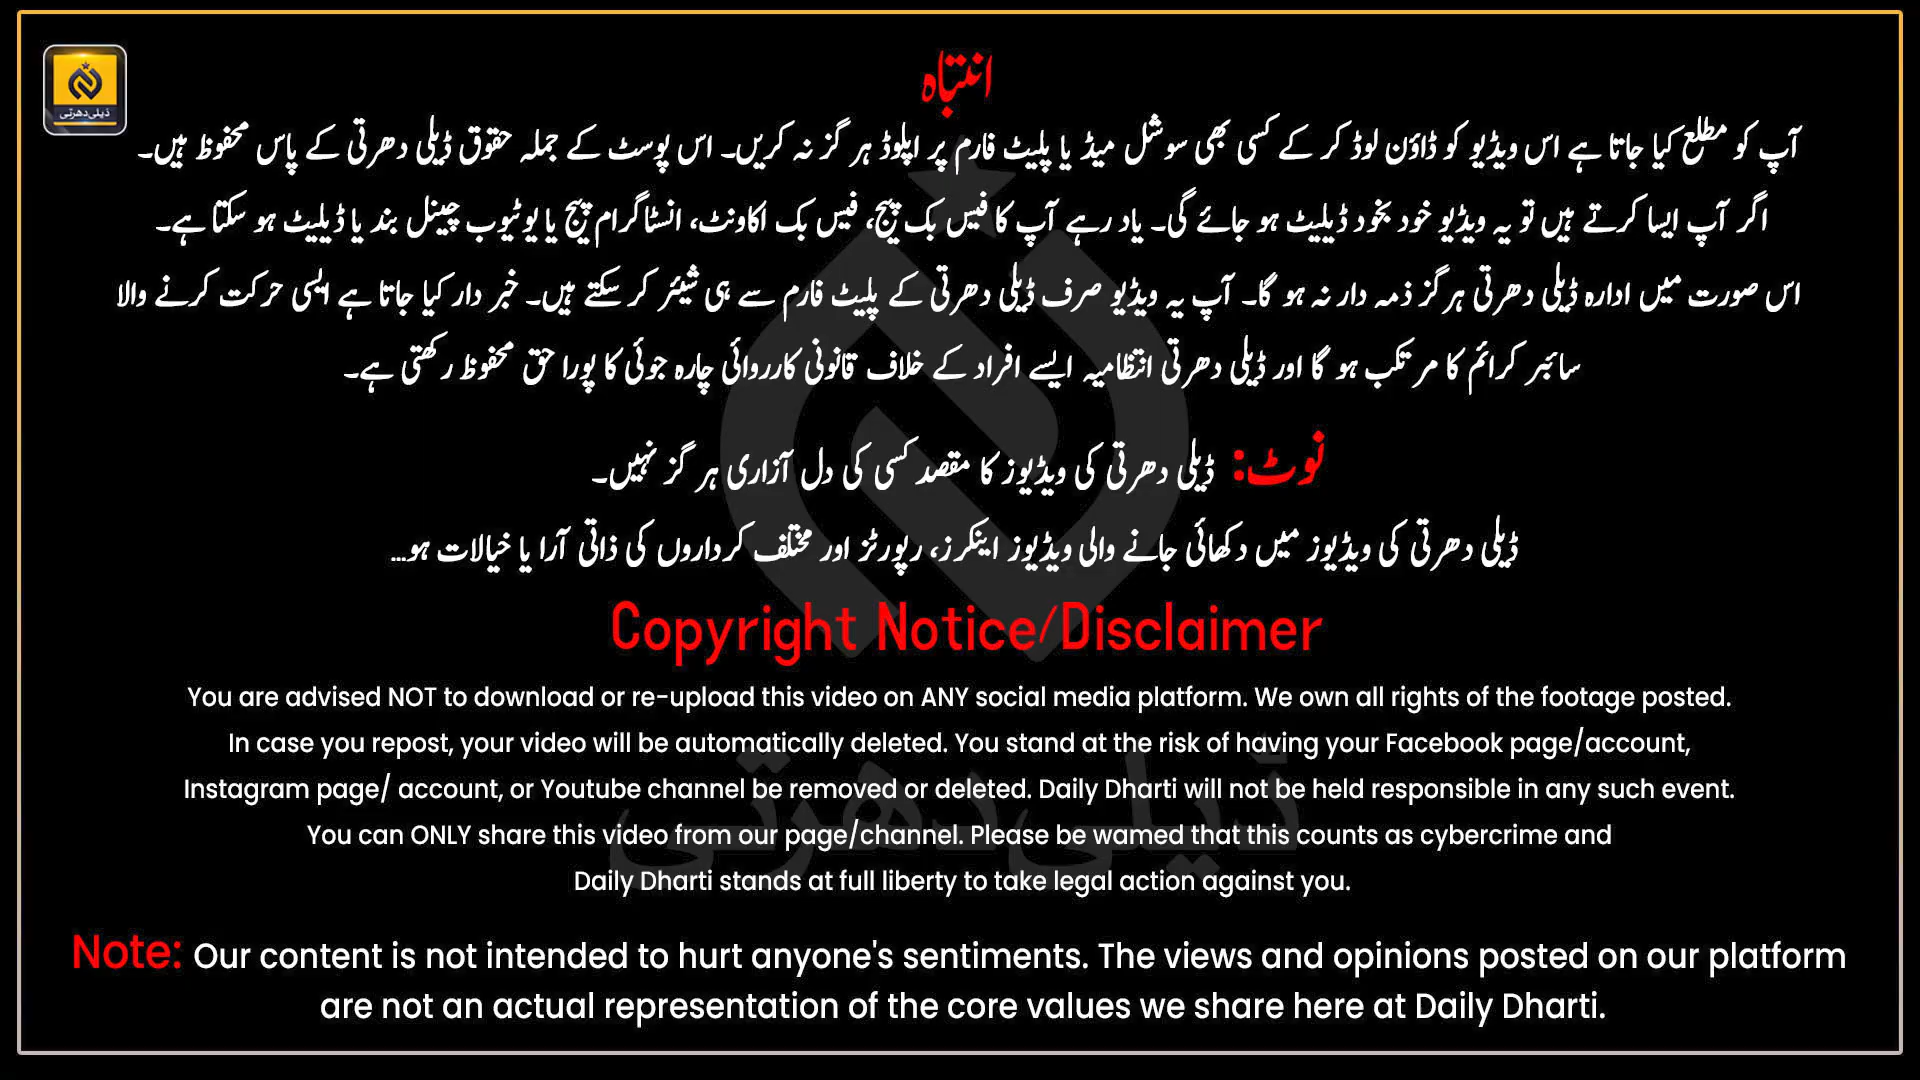 ڈیلی دھرتی
انتباہ
آپ کو مطلع کیا جاتا ہے اس ویڈیو کو ڈاؤن لوڈ کر کے کسی بھی سوشل میڈ یا پلیٹ فارم پر اپلوڈ ہر گز نہ کریں۔ اس پوسٹ کے جملہ حقوق ڈیلی دھرتی کے پاس محفوظ ہیں۔
اگر آپ ایسا کرتے ہیں تو یہ ویڈیو خود بخود ڈیلیٹ ہو جائے گی۔ یاد رہے آپ کا فیس بک پیج، فیس بک اکاونٹ، انسٹاگرام پیج یا یوٹیوب چینل بند یا ڈیلیٹ ہو سکتا ہے۔
اس صورت میں ادارہ ڈیلی دھرتی ہرگز ذمہ دار نہ ہو گا۔ آپ یہ ویڈیو صرف ڈیلی دھرتی کے پلیٹ فارم سے ہی شیئر کر سکتے ہیں۔ خبر دار کیا جاتا ہے ایسی حرکت کرنے والا
سائبر کرائم کا مرتکب ہو گا اور ڈیلی دھرتی انتظامیہ ایسے افراد کے خلاف قانونی کارروائی چارہ جوئی کا پورا حق محفوظ رکھتی ہے۔
نوٹ: ڈیلی دھرتی کی ویڈیوز کا مقصد کسی کی دل آزاری ہر گز نہیں۔
ڈیلی دھرتی کی ویڈیوز میں دکھائی جانے والی ویڈیوز اینکرز، رپورٹز اور مختلف کرداروں کی ذاتی آرا یا خیالات ہو...
Copyright Notice/Disclaimer
You are advised NOT to download or re-upload this video on ANY social media platform. We own all rights of the footage posted.
In case you repost, your video will be automatically deleted. You stand at the risk of having your Facebook page/account,
Instagram page/ account, or Youtube channel be removed or deleted. Daily Dharti will not be held responsible in any such event.
You can ONLY share this video from our page/channel. Please be wamed that this counts as cybercrime and
Daily Dharti stands at full liberty to take legal action against you.
ڈیلی دھرتی
Note: Our content is not intended to hurt anyone's sentiments. The views and opinions posted on our platform
are not an actual representation of the core values we share here at Daily Dharti.